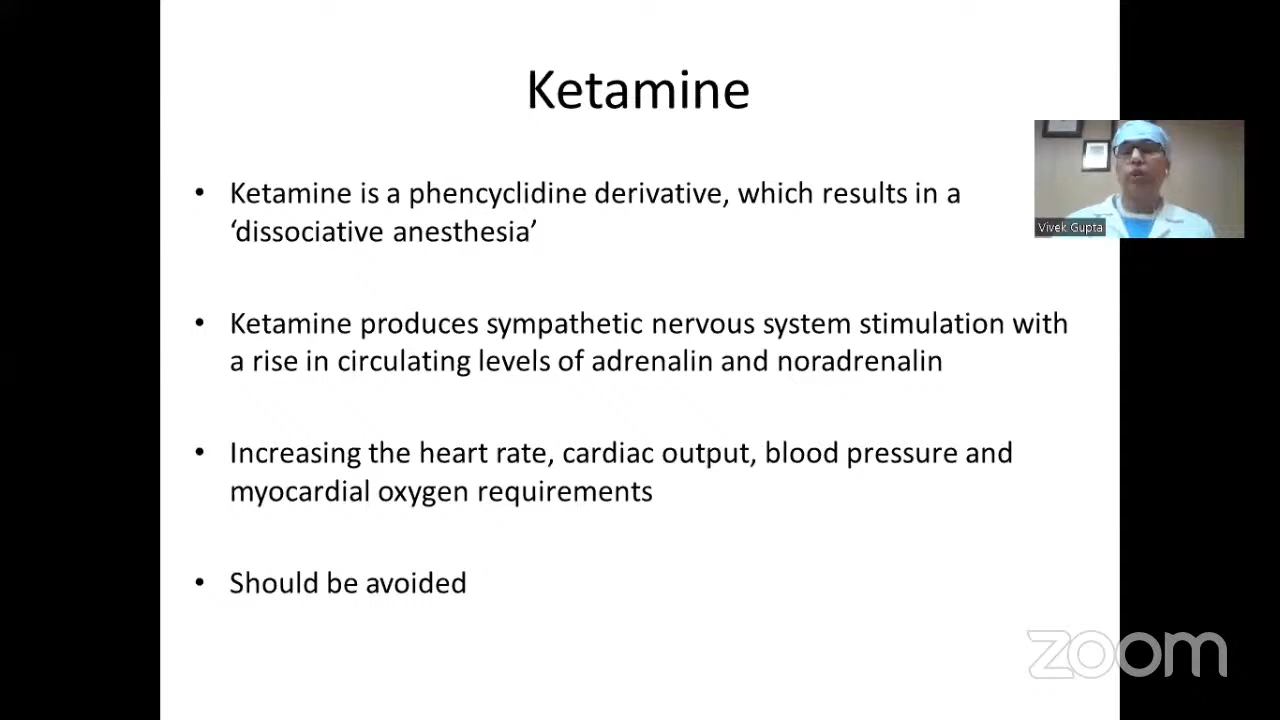 Ketamine
• Ketamine is a phencyclidine derivative, which results in a
‘dissociative anesthesia’
• Ketamine produces sympathetic nervous system stimulation with
a rise in circulating levels of adrenalin and noradrenalin
• Increasing the heart rate, cardiac output, blood pressure and
myocardial oxygen requirements
• Should be avoided
Vivek Gupta
zoom